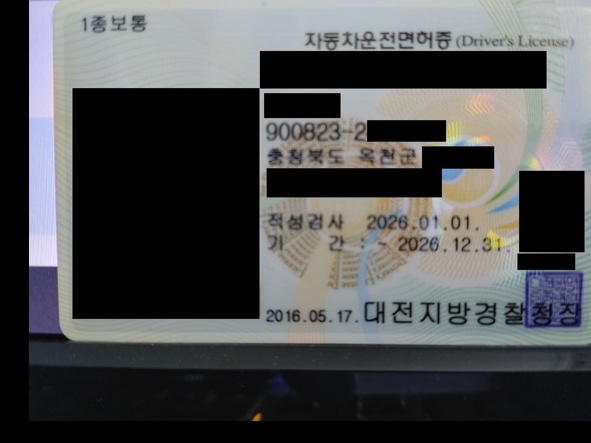 1종보통
자동차운전면허증 (Driver's License)
900823-2
충청북도 옥천군
적성검사 2026.01.01.
기 간 : ~ 2026.12.31.
2016.05.17. 대전지방경찰청장